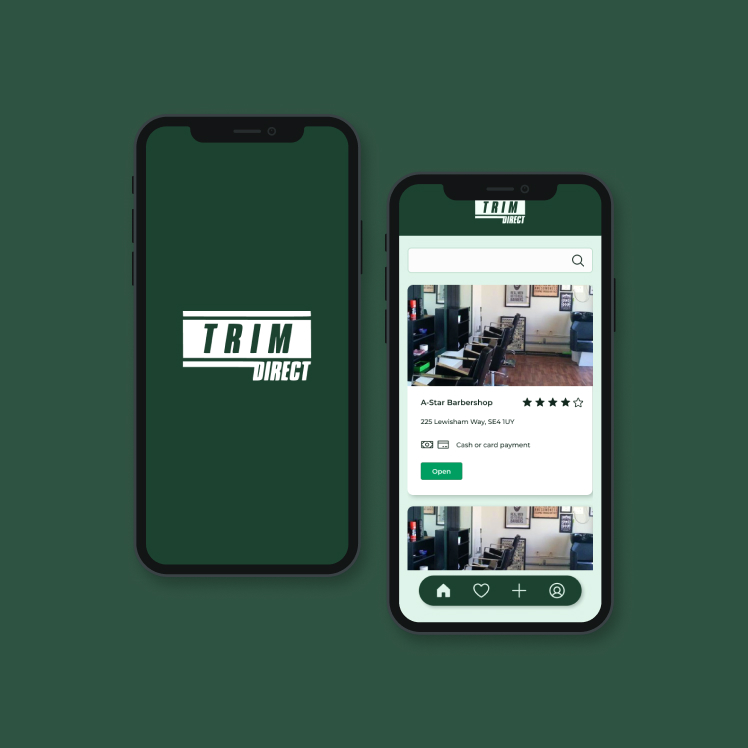 TRIM
DIRECT
TRIM
DIRECT
A-Star Barbershop
225 Lewisham Way, SE4 1UY
Cash or card payment
Open